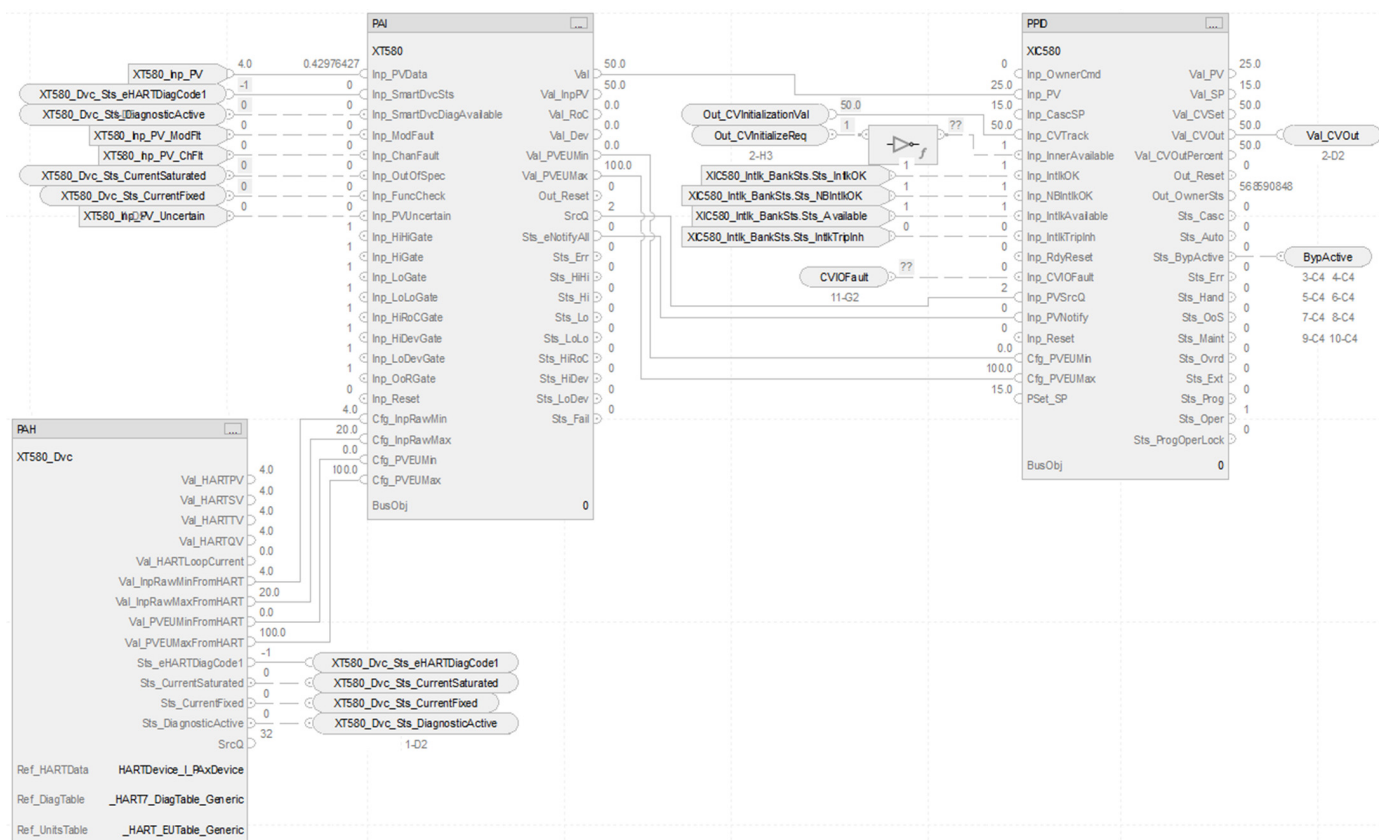 PAI
...
XT580
XT580_Inp_PV
4.0
0.42976427
Inp_PVData
Val
50.0
XT580_Dvc_Sts_eHARTDiagCode1
-1
0
Inp_SmartDvcSts
Val_InpPV
50.0
0
0
Inp_SmartDvcDiagAvailable
Val_RoC
0.0
XT580_Inp_PV_ModFlt
0
0
Inp_ModFault
Val_Dev
0.0
XT580_Inp_PV_ChFlt
0
0
Inp_ChanFault
Val_PVEUMin
0.0
XT580_Dvc_Sts_CurrentSaturated
0
0
Inp_OutOfSpec
Val_PVEUMax
100.0
XT580_Dvc_Sts_CurrentFixed
0
0
Inp_FuncCheck
Out_Reset
0
0
0
Inp_PVUncertain
SrcQ
2
1
Inp_HiHiGate
Sts_eNotifyAll
0
1
Inp_HiGate
Sts_Err
0
1
Inp_LoGate
Sts_HiHi
0
1
Inp_LoLoGate
Sts_Hi
0
1
Inp_HiRoCGate
Sts_Lo
0
1
Inp_HiDevGate
Sts_LoLo
0
1
Inp_LoDevGate
Sts_HiRoC
0
1
Inp_OoRGate
Sts_HiDev
0
0
Inp_Reset
Sts_LoDev
0
4.0
Cfg_InpRawMin
Sts_Fail
0
20.0
Cfg_InpRawMax
0.0
Cfg_PVEUMin
100.0
Cfg_PVEUMax
BusObj
0
PPID
...
XIC580
0
Inp_OwnerCmd
Val_PV
25.0
25.0
Inp_PV
Val_SP
15.0
Out_CVInitializationVal
50.0
15.0
Inp_CascSP
Val_CVSet
50.0
Out_CVInitializeReq
1
??
50.0
Inp_CVTrack
Val_CVOut
50.0
Val_CVOut
2-H3
2-D2
1
Inp_InnerAvailable
Val_CVOutPercent
50.0
XIC580_Intlk_BankSts.Sts_IntlkOK
1
1
Inp_IntlkOK
Out_Reset
0
XIC580_Intlk_BankSts.Sts_NBIntlkOK
1
1
Inp_NBIntlkOK
Out_OwnerSts
568590848
XIC580_Intlk_BankSts.Sts_Available
1
1
Inp_IntlkAvailable
Sts_Casc
0
XIC580_Intlk_BankSts.Sts_IntlkTripInh
0
0
Inp_IntlkTripInh
Sts_Auto
0
0
Inp_RdyReset
Sts_BypActive
0
BypActive
CVIOFault
??
0
Inp_CVIOFault
Sts_Err
0
3-C4 4-C4
11-G2
2
Inp_PVSrcQ
Sts_Hand
0
5-C4 6-C4
0
Inp_PVNotify
Sts_OoS
0
7-C4 8-C4
0
Inp_Reset
Sts_Maint
0
9-C4 10-C4
0.0
Cfg_PVEUMin
Sts_Ovrd
0
100.0
Cfg_PVEUMax
Sts_Ext
0
15.0
PSet_SP
Sts_Prog
0
Sts_Oper
1
Sts_ProgOperLock
0
BusObj
0
PAH
...
XT580_Dvc
Val_HARTPV
4.0
Val_HARTSV
4.0
Val_HARTTV
4.0
Val_HARTQV
4.0
Val_HARTLoopCurrent
0.0
Val_InpRawMinFromHART
4.0
Val_InpRawMaxFromHART
20.0
Val_PVEUMinFromHART
0.0
Val_PVEUMaxFromHART
100.0
Sts_eHARTDiagCode1
-1
XT580_Dvc_Sts_eHARTDiagCode1
Sts_CurrentSaturated
0
XT580_Dvc_Sts_CurrentSaturated
Sts_CurrentFixed
0
XT580_Dvc_Sts_CurrentFixed
Sts_DiagnosticActive
0
XT580_Dvc_Sts_DiagnosticActive
SrcQ
32
1-D2
Ref_HARTData
HARTDevice_I_PAxDevice
Ref_DiagTable
_HART7_DiagTable_Generic
Ref_UnitsTable
_HART_EUTable_Generic